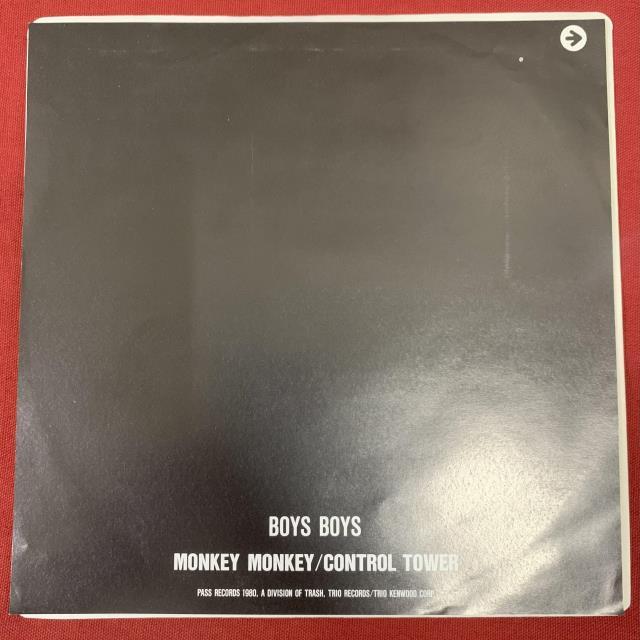 BOYS BOYS
MONKEY MONKEY/CONTROL TOWER
PASS RECORDS 1980, A DIVISION OF TRASH, TRIO RECORDS/TRIO KENWOOD CORP.